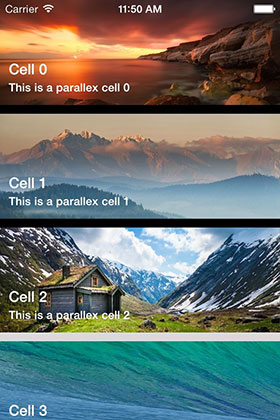 Carrier 11:50 AM
Cell 0
This is a parallex cell 0
Cell 1
This is a parallex cell 1
Cell 2
This is a parallex cell 2
Cell 3